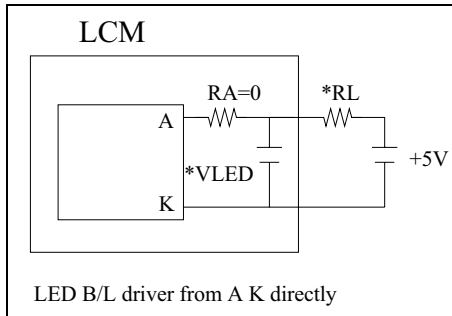 LCM
RA=0
*RL
A
*VLED
+5V
K
LED B/L driver from A K directly